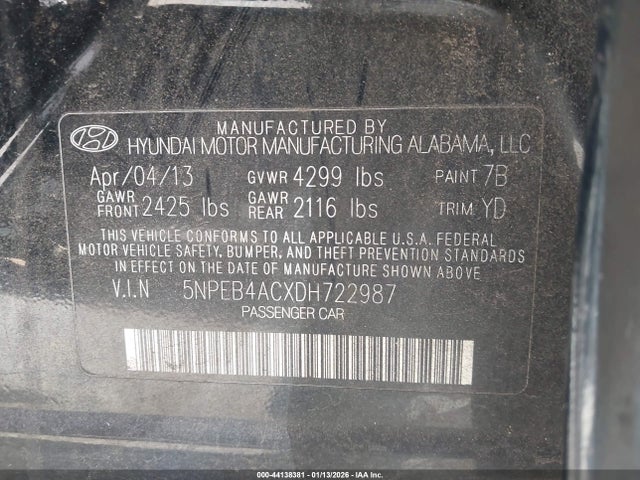 MANUFACTURED BY
HYUNDAI MOTOR MANUFACTURING ALABAMA, LLC
Apr/04/13 GVWR 4299 lbs PAINT 7B
GAWR FRONT 2425 lbs GAWR REAR 2116 lbs TRIM YD
THIS VEHICLE CONFORMS TO ALL APPLICABLE U.S.A. FEDERAL
MOTOR VEHICLE SAFETY, BUMPER, AND THEFT PREVENTION STANDARDS
IN EFFECT ON THE DATE OF MANUFACTURE SHOWN ABOVE
V.I.N 5NPEB4ACXDH722987
PASSENGER CAR
000-44138381 - 01/13/2026 - IAA Inc.